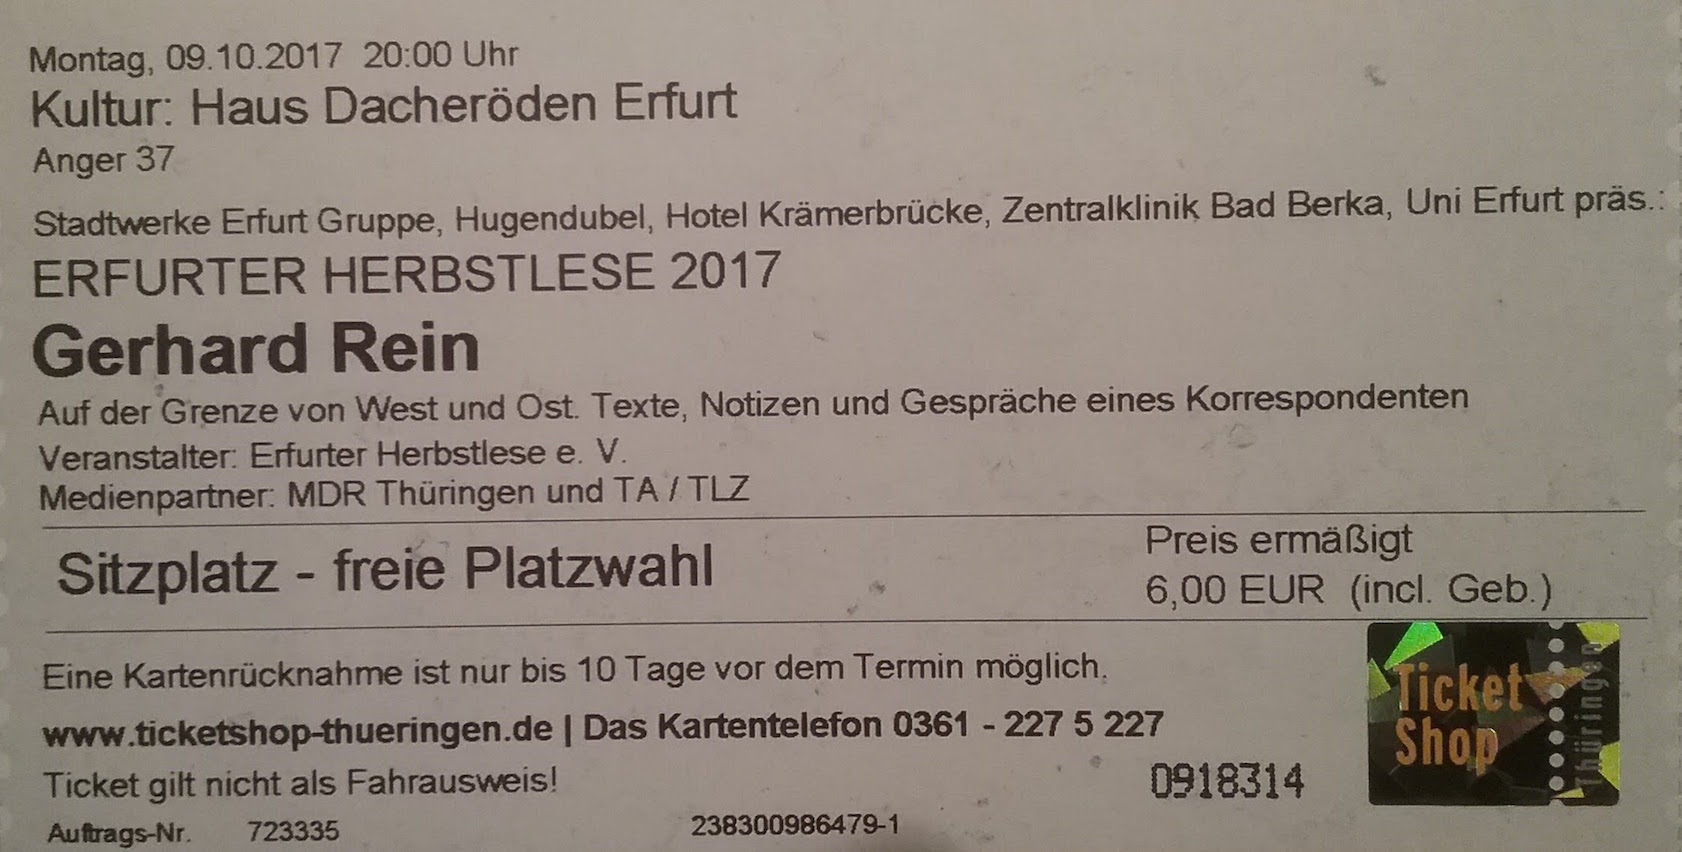 Montag, 09.10.2017 20:00 Uhr
Kultur: Haus Dacheröden Erfurt
Anger 37
Stadtwerke Erfurt Gruppe, Hugendubel, Hotel Krämerbrücke, Zentralklinik Bad Berka, Uni Erfurt präs.:
ERFURTER HERBSTLESE 2017
Gerhard Rein
Auf der Grenze von West und Ost. Texte, Notizen und Gespräche eines Korrespondenten
Veranstalter: Erfurter Herbstlese e. V.
Medienpartner: MDR Thüringen und TA / TLZ
Sitzplatz - freie Platzwahl
Preis ermäßigt
6,00 EUR (incl. Geb.)
Eine Kartenrücknahme ist nur bis 10 Tage vor dem Termin möglich.
www.ticketshop-thueringen.de | Das Kartentelefon 0361 - 227 5 227
Ticket gilt nicht als Fahrausweis!
0918314
Ticket
Shop
Thüringen
Auftrags-Nr. 723335
238300986479-1